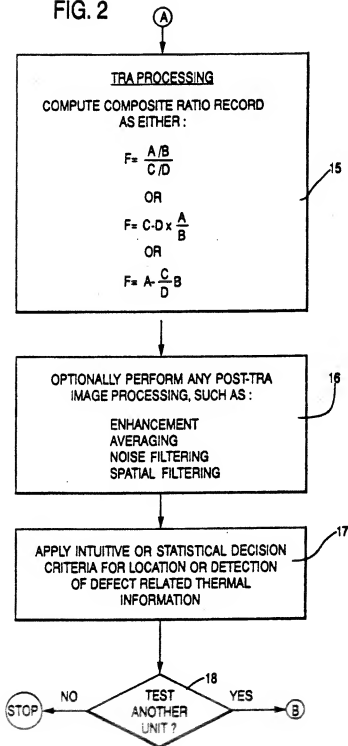 FIG. 2
A
TRA PROCESSING
COMPUTE COMPOSITE RATIO RECORD
AS EITHER :
F= A/B / C/D
OR
F= C-D x A/B
OR
F= A- C/D B
15
OPTIONALLY PERFORM ANY POST-TRA
IMAGE PROCESSING, SUCH AS :
ENHANCEMENT
AVERAGING
NOISE FILTERING
SPATIAL FILTERING
16
APPLY INTUITIVE OR STATISTICAL DECISION
CRITERIA FOR LOCATION OR DETECTION
OF DEFECT RELATED THERMAL
INFORMATION
17
18
STOP
NO
TEST
ANOTHER
UNIT ?
YES
B